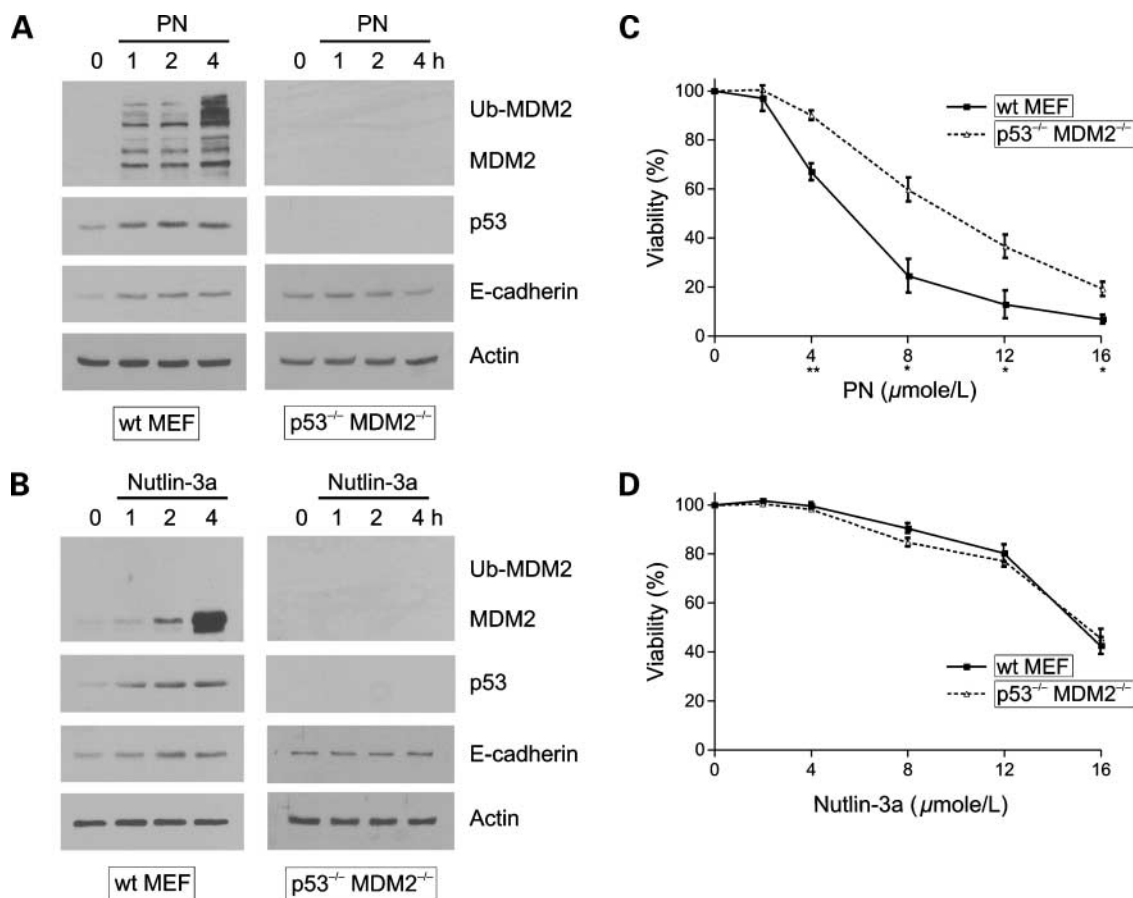 A
PN PN
0 1 2 4 0 1 2 4 h
Ub-MDM2
MDM2
p53
E-cadherin
Actin
wt MEF p53⁻/⁻ MDM2⁻/⁻
B
Nutlin-3a Nutlin-3a
0 1 2 4 0 1 2 4 h
Ub-MDM2
MDM2
p53
E-cadherin
Actin
wt MEF p53⁻/⁻ MDM2⁻/⁻
C
wt MEF
p53⁻/⁻ MDM2⁻/⁻
Viability (%)
100
80
60
40
20
0
0 4 8 12 16
** * * *
PN (μmole/L)
D
Viability (%)
100
80
60
40
20
0
wt MEF
p53⁻/⁻ MDM2⁻/⁻
0 4 8 12 16
Nutlin-3a (μmole/L)